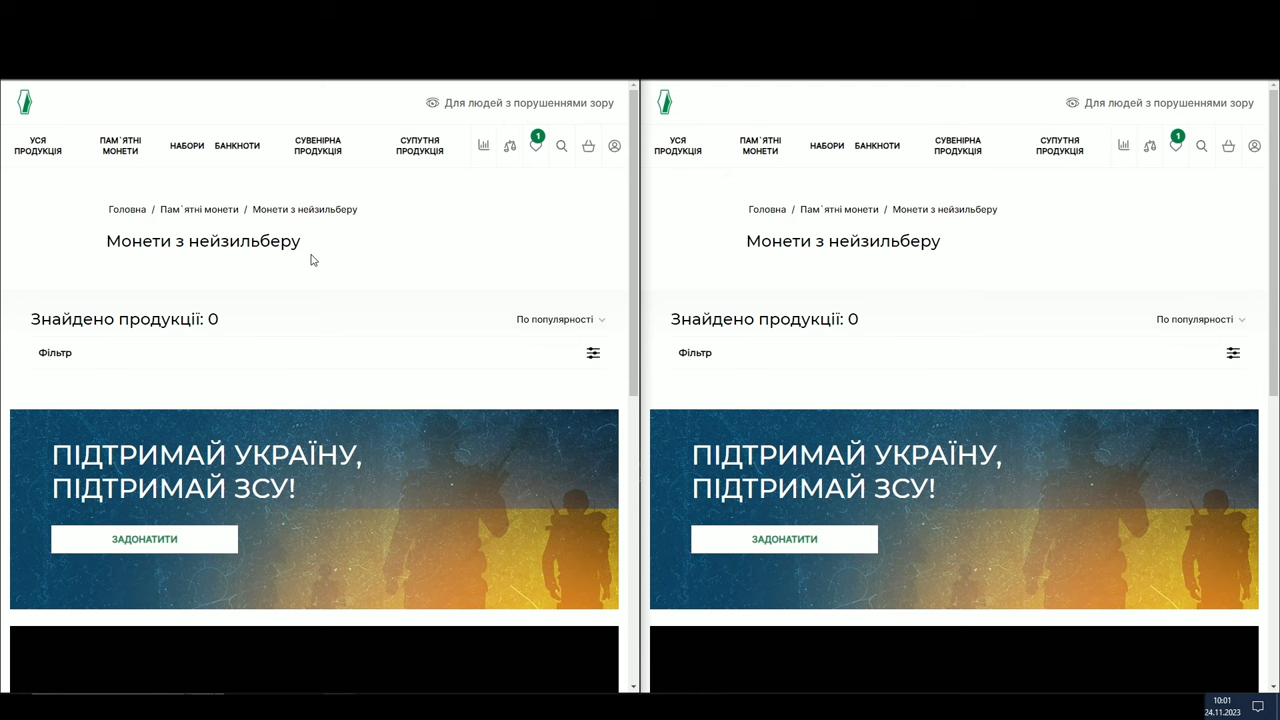 Для людей з порушеннями зору
УСЯ ПРОДУКЦІЯ
ПАМ`ЯТНІ МОНЕТИ
НАБОРИ
БАНКНОТИ
СУВЕНІРНА ПРОДУКЦІЯ
СУПУТНЯ ПРОДУКЦІЯ
1
Головна / Пам`ятні монети / Монети з нейзильберу
Монети з нейзильберу
Знайдено продукції: 0
По популярності
Фільтр
ПІДТРИМАЙ УКРАЇНУ,
ПІДТРИМАЙ ЗСУ!
ЗАДОНАТИТИ
Для людей з порушеннями зору
УСЯ ПРОДУКЦІЯ
ПАМ`ЯТНІ МОНЕТИ
НАБОРИ
БАНКНОТИ
СУВЕНІРНА ПРОДУКЦІЯ
СУПУТНЯ ПРОДУКЦІЯ
1
Головна / Пам`ятні монети / Монети з нейзильберу
Монети з нейзильберу
Знайдено продукції: 0
По популярності
Фільтр
ПІДТРИМАЙ УКРАЇНУ,
ПІДТРИМАЙ ЗСУ!
ЗАДОНАТИТИ
10:01
24.11.2023